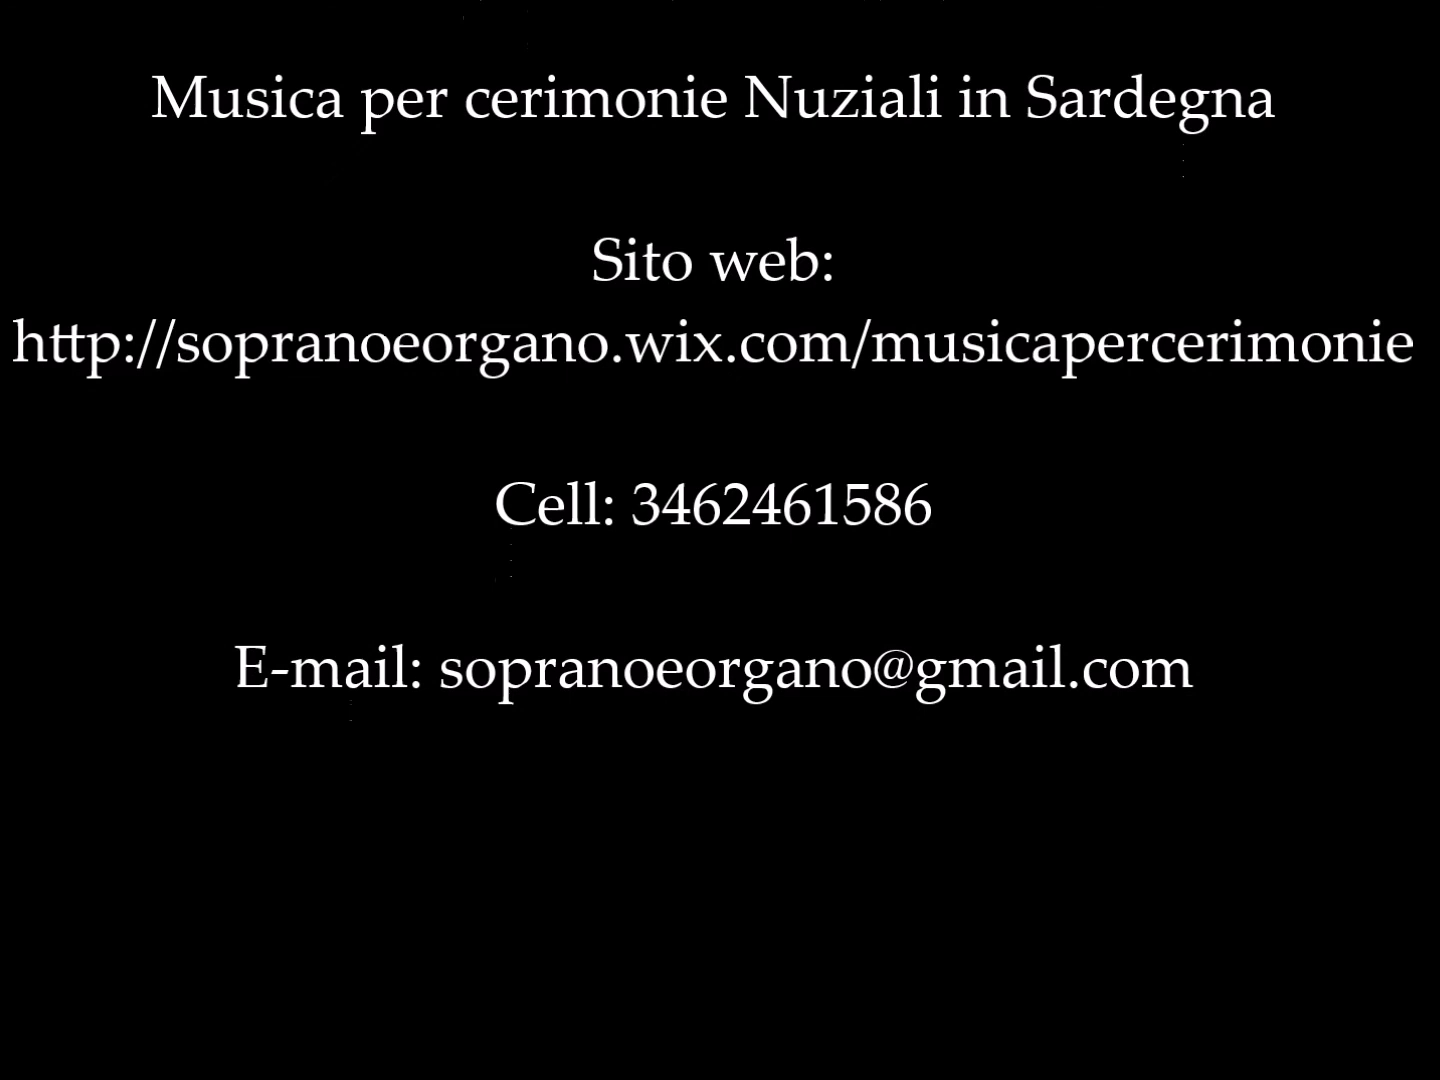 Musica per cerimonie Nuziali in Sardegna
Sito web:
http://sopranoeorgano.wix.com/musicapercerimonie
Cell: 3462461586
E-mail: sopranoeorgano@gmail.com